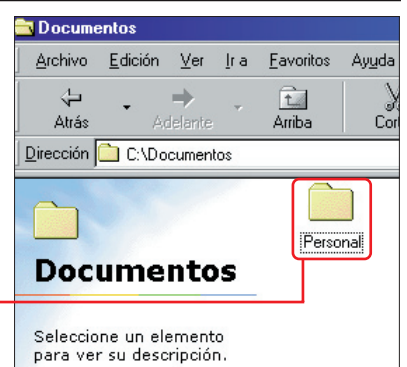 Documentos
Archivo Edición Ver Ir a Favoritos Ayuda
Atrás Adelante Arriba
Dirección C:\Documentos
Personal
Documentos
Seleccione un elemento
para ver su descripción.